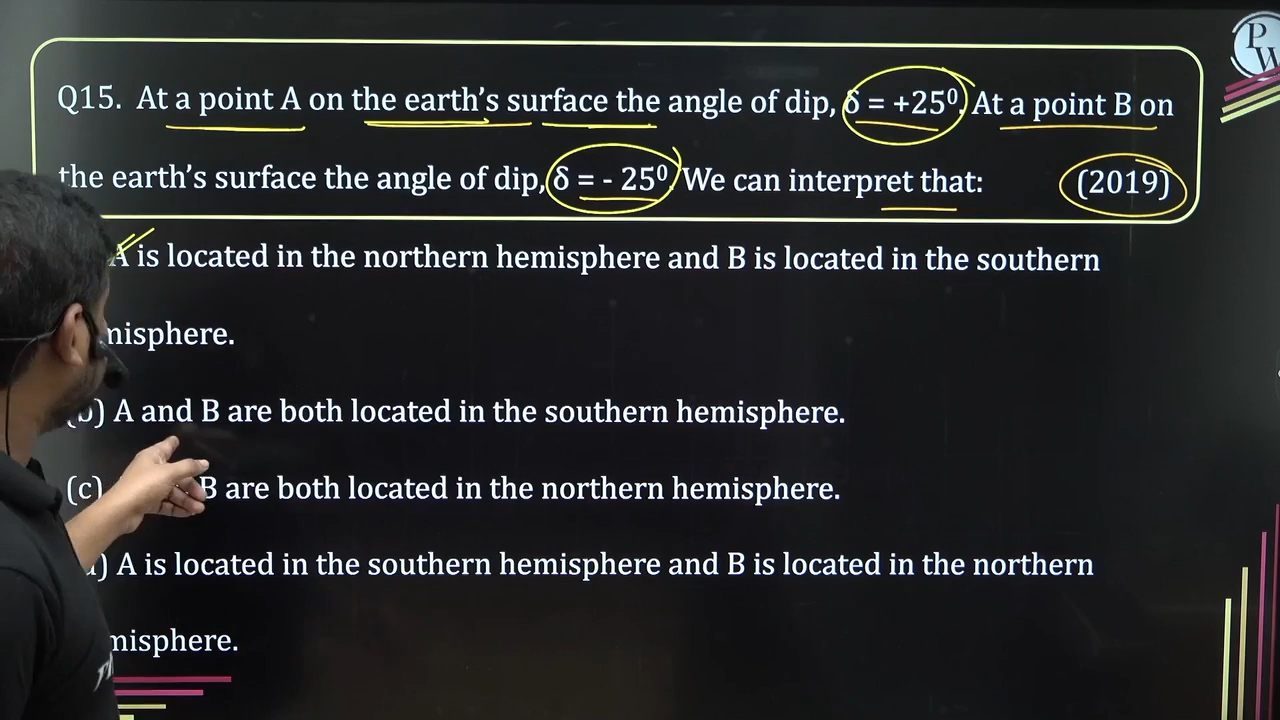 Q15. At a point A on the earth's surface the angle of dip, δ = +25⁰. At a point B on
the earth's surface the angle of dip, δ = - 25⁰. We can interpret that: (2019)
A is located in the northern hemisphere and B is located in the southern
misphere.
b) A and B are both located in the southern hemisphere.
(c) B are both located in the northern hemisphere.
) A is located in the southern hemisphere and B is located in the northern
misphere.
P
W